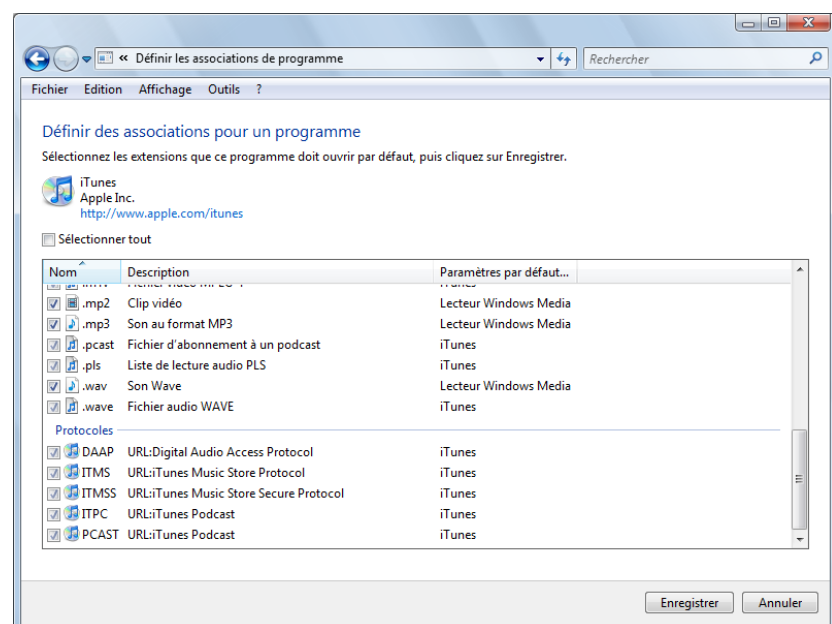 « Définir les associations de programme
Rechercher
Fichier Edition Affichage Outils ?
Définir des associations pour un programme
Sélectionnez les extensions que ce programme doit ouvrir par défaut, puis cliquez sur Enregistrer.
iTunes
Apple Inc.
http://www.apple.com/itunes
Sélectionner tout
Nom Description Paramètres par défaut...
.mp2 Clip vidéo Lecteur Windows Media
.mp3 Son au format MP3 Lecteur Windows Media
.pcast Fichier d'abonnement à un podcast iTunes
.pls Liste de lecture audio PLS iTunes
.wav Son Wave Lecteur Windows Media
.wave Fichier audio WAVE iTunes
Protocoles
DAAP URL:Digital Audio Access Protocol iTunes
ITMS URL:iTunes Music Store Protocol iTunes
ITMSS URL:iTunes Music Store Secure Protocol iTunes
ITPC URL:iTunes Podcast iTunes
PCAST URL:iTunes Podcast iTunes
Enregistrer Annuler